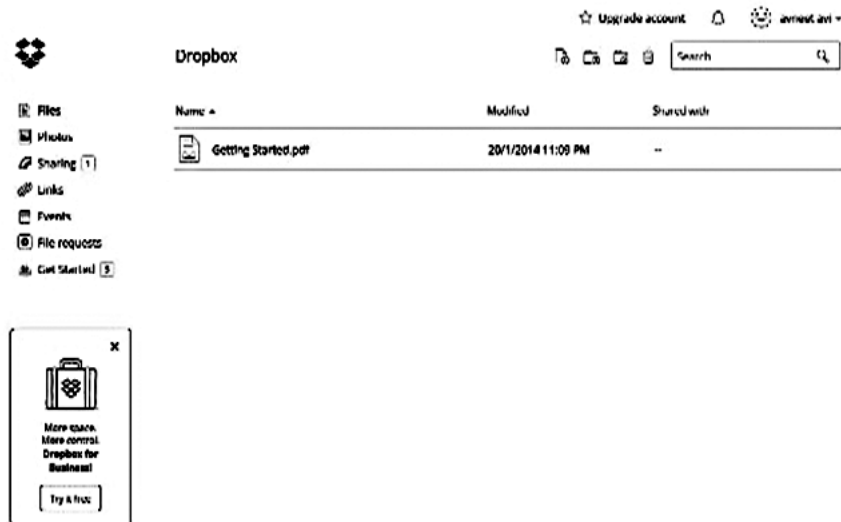 Upgrade account
avneet avi
Dropbox
Search
Name
Modified
Shared with
Getting Started.pdf
20/1/2014 11:09 PM
--
Files
Photos
Sharing 1
Links
Events
File requests
Get Started 5
More space.
More control.
Dropbox for
Business!
Try it free